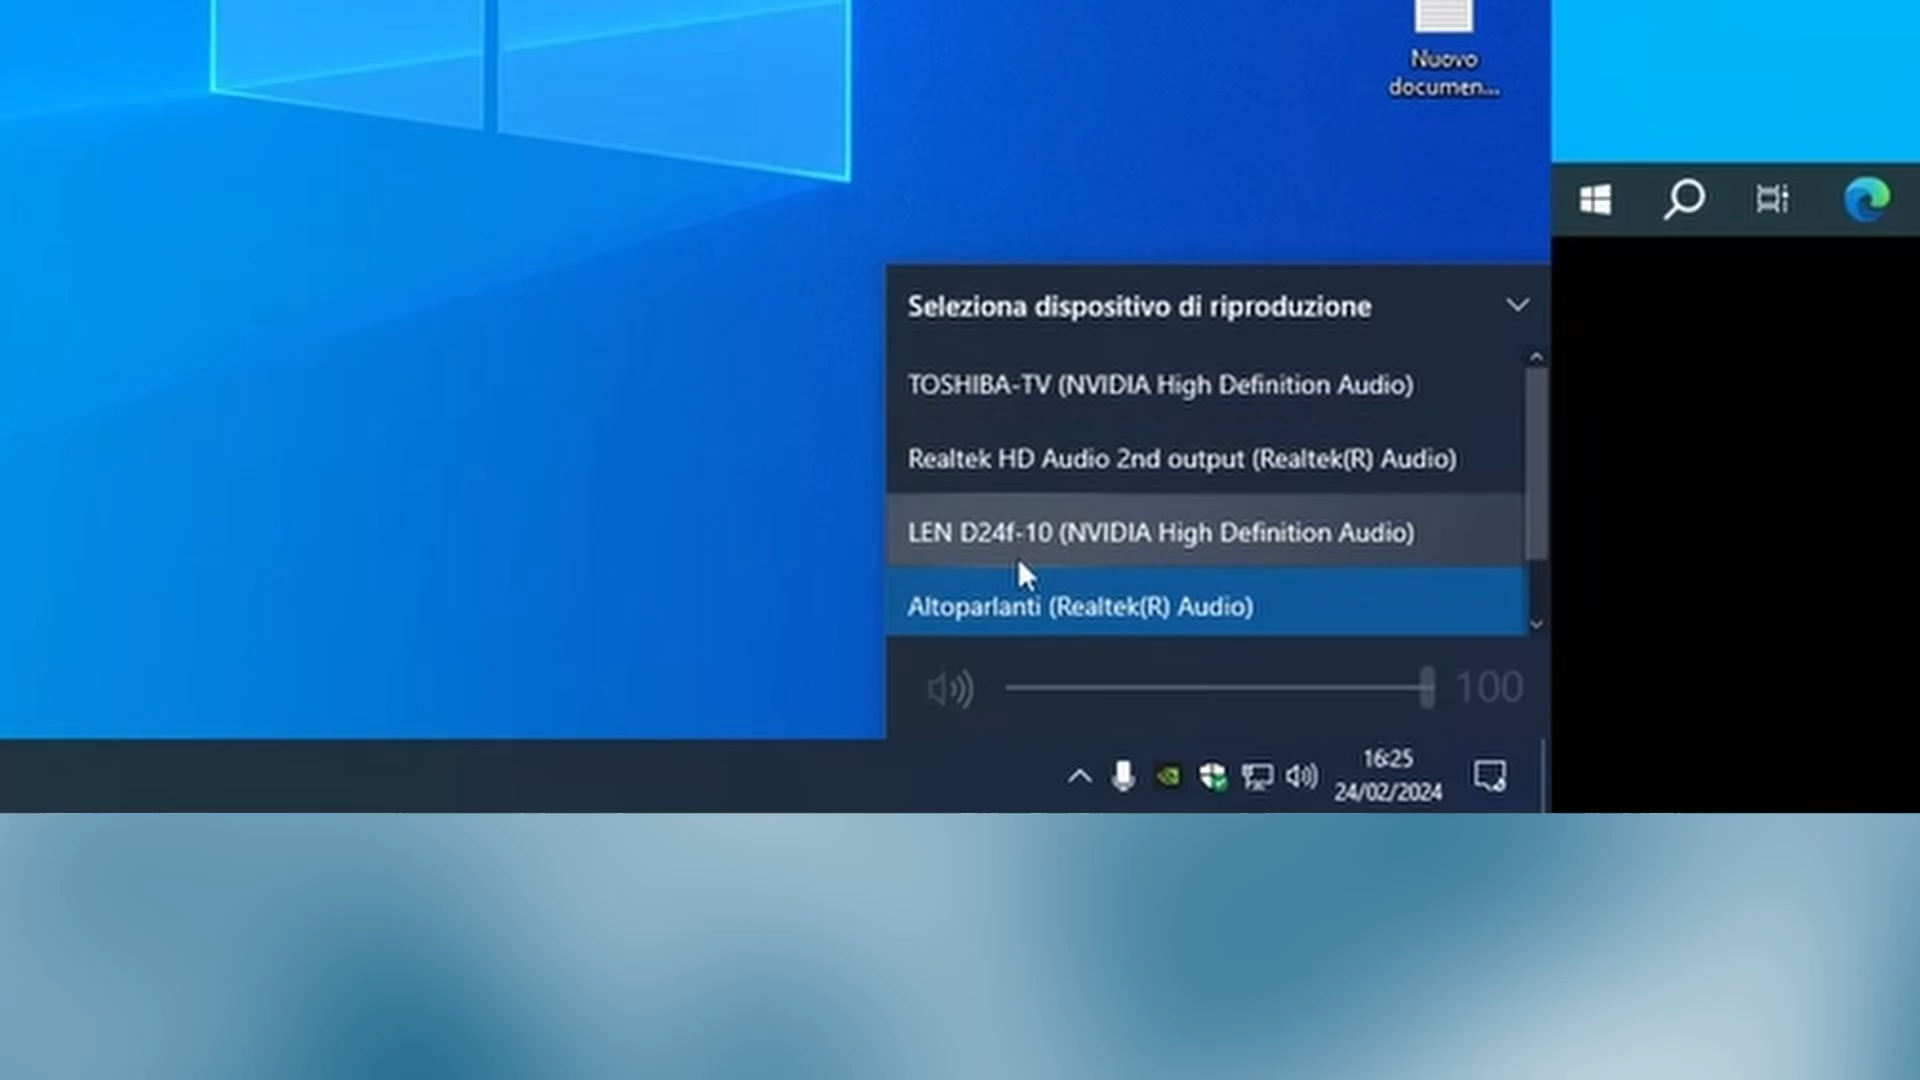 Nuovo
documen...
Seleziona dispositivo di riproduzione
TOSHIBA-TV (NVIDIA High Definition Audio)
Realtek HD Audio 2nd output (Realtek(R) Audio)
LEN D24f-10 (NVIDIA High Definition Audio)
Altoparlanti (Realtek(R) Audio)
100
16:25
24/02/2024